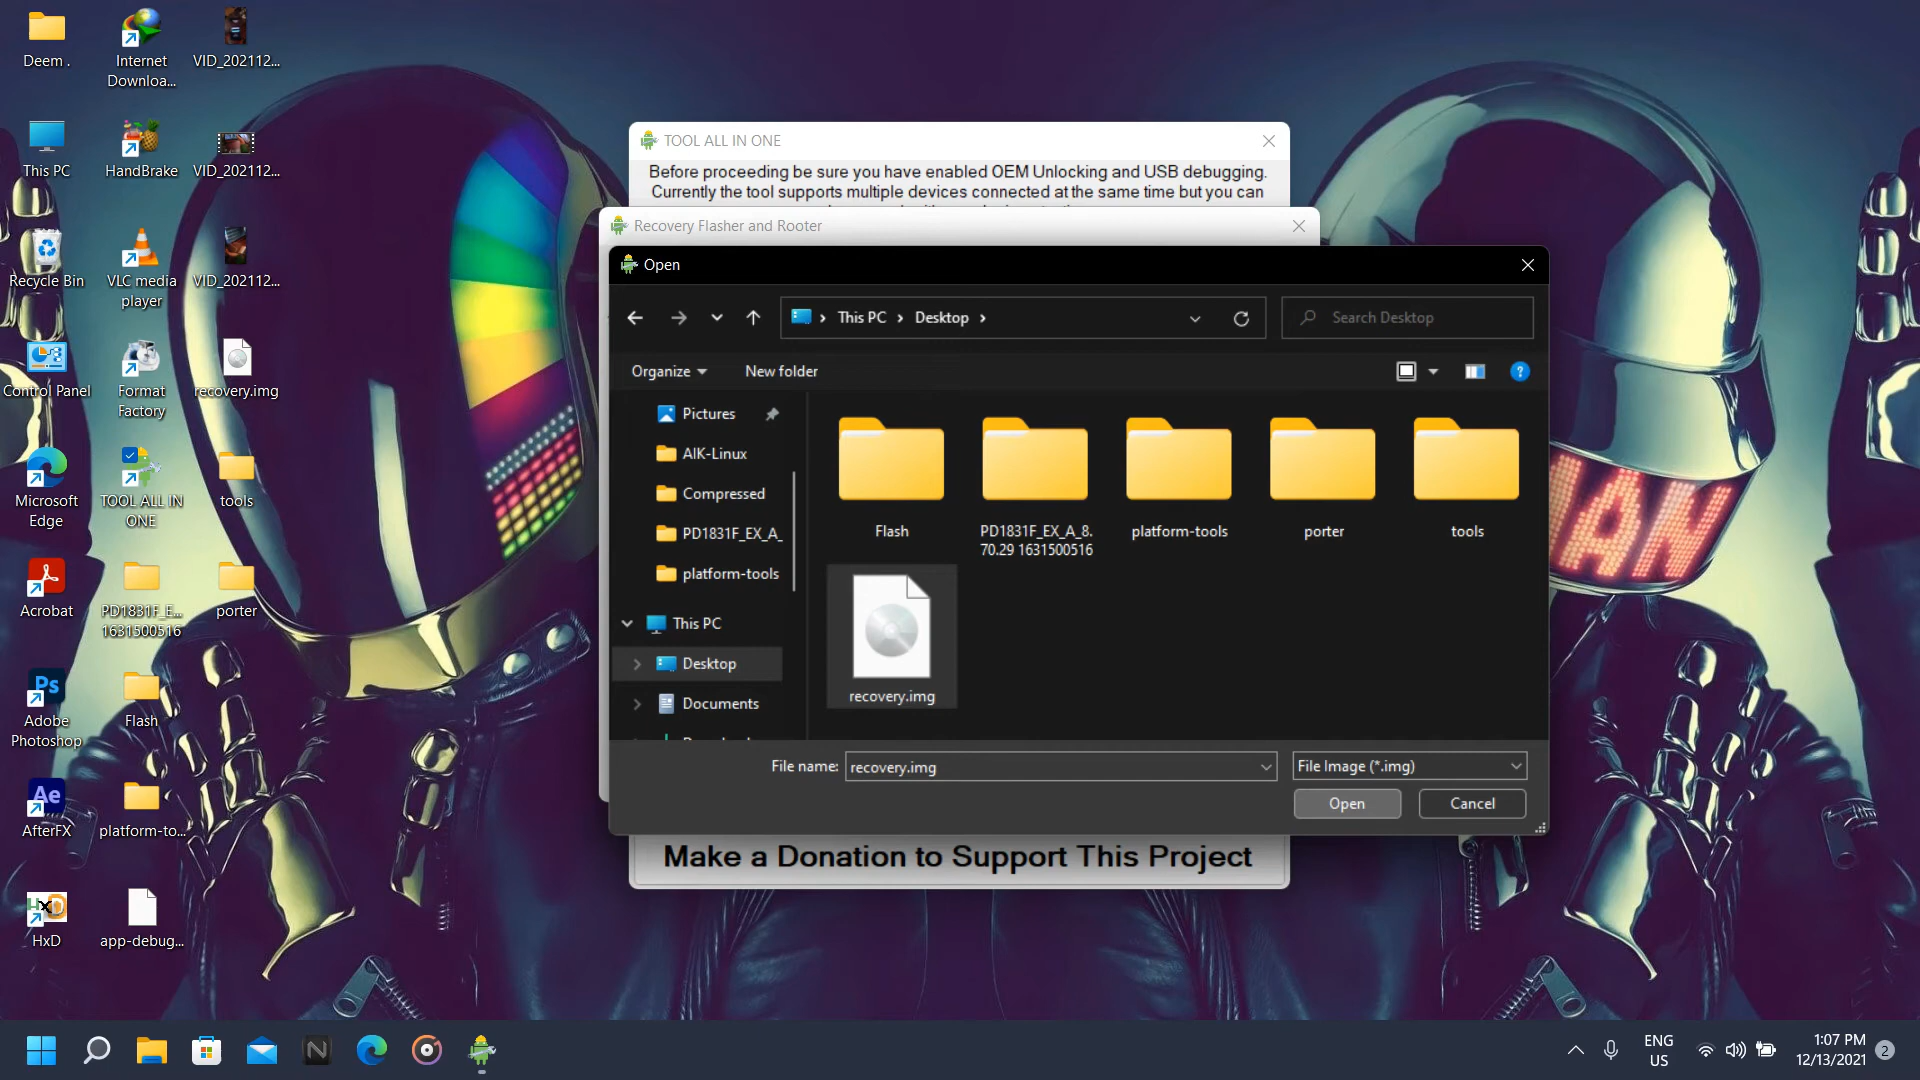 Deem .
Internet
Downloa...
VID_202112...
This PC
HandBrake
VID_202112...
Recycle Bin
VLC media
player
VID_202112...
Control Panel
Format
Factory
recovery.img
Microsoft
Edge
TOOL ALL IN
ONE
tools
Acrobat
PD1831F_E...
1631500516
porter
Ps
Adobe
Photoshop
Flash
Ae
AfterFX
platform-to...
HxD
app-debug...
TOOL ALL IN ONE
Before proceeding be sure you have enabled OEM Unlocking and USB debugging.
Currently the tool supports multiple devices connected at the same time but you can
Recovery Flasher and Rooter
Open
This PC
Desktop
Search Desktop
Organize
New folder
?
Pictures
AIK-Linux
Compressed
PD1831F_EX_A_
platform-tools
This PC
Desktop
Documents
Flash
PD1831F_EX_A_8.
70.29 1631500516
platform-tools
porter
tools
recovery.img
File name:
recovery.img
File Image (*.img)
Open
Cancel
Make a Donation to Support This Project
AN
N
ENG
US
1:07 PM
12/13/2021
2